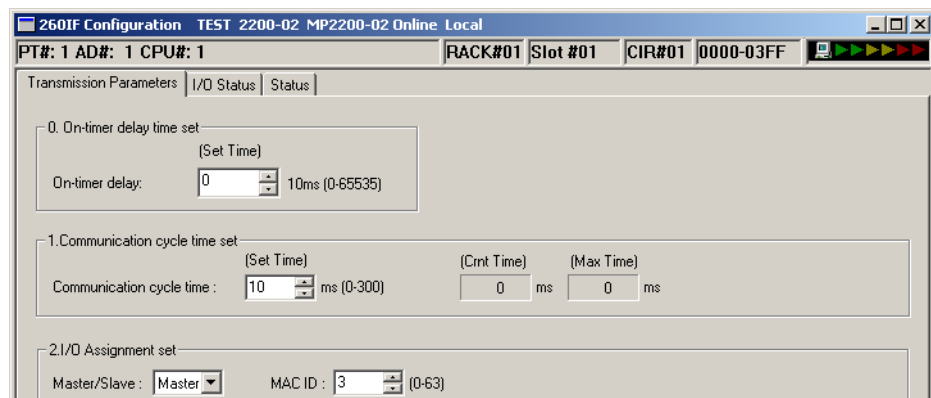 260IF Configuration TEST 2200-02 MP2200-02 Online Local
PT#: 1 AD#: 1 CPU#: 1 RACK#01 Slot #01 CIR#01 0000-03FF
Transmission Parameters I/O Status Status
0. On-timer delay time set
(Set Time)
On-timer delay: 0 10ms (0-65535)
1.Communication cycle time set
(Set Time) (Crnt Time) (Max Time)
Communication cycle time : 10 ms (0-300) 0 ms 0 ms
2.I/O Assignment set
Master/Slave : Master MAC ID : 3 (0-63)